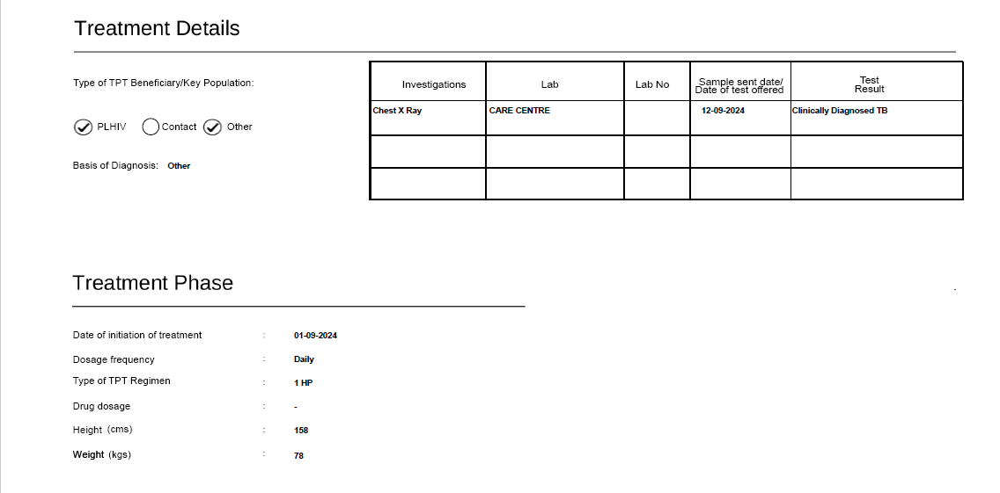 Treatment Details
Type of TPT Beneficiary/Key Population:
PLHIV Contact Other
Basis of Diagnosis: Other
Investigations Lab Lab No Sample sent date/ Date of test offered Test Result
Chest X Ray CARE CENTRE 12-09-2024 Clinically Diagnosed TB
Treatment Phase
Date of initiation of treatment : 01-09-2024
Dosage frequency : Daily
Type of TPT Regimen : 1 HP
Drug dosage : -
Height (cms) : 158
Weight (kgs) : 78